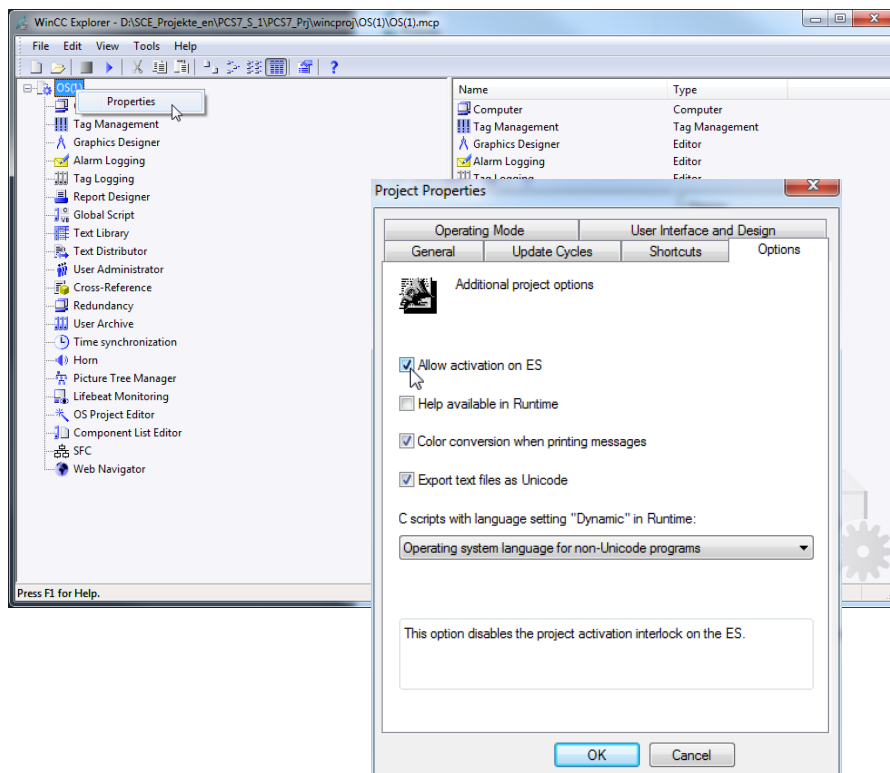 WinCC Explorer - D:\SCE_Projekte_en\PCS7_S_1\PCS7_Prj\wincproj\OS(1)\OS(1).mcp
File Edit View Tools Help
OS(1)
Properties
Tag Management
Graphics Designer
Alarm Logging
Tag Logging
Report Designer
Global Script
Text Library
Text Distributor
User Administrator
Cross-Reference
Redundancy
User Archive
Time synchronization
Horn
Picture Tree Manager
Lifebeat Monitoring
OS Project Editor
Component List Editor
SFC
Web Navigator
Name Type
Computer Computer
Tag Management Tag Management
Graphics Designer Editor
Alarm Logging Editor
Tag Logging Editor
Project Properties
Operating Mode User Interface and Design
General Update Cycles Shortcuts Options
Additional project options
Allow activation on ES
Help available in Runtime
Color conversion when printing messages
Export text files as Unicode
C scripts with language setting "Dynamic" in Runtime:
Operating system language for non-Unicode programs
This option disables the project activation interlock on the ES.
OK Cancel
Press F1 for Help.